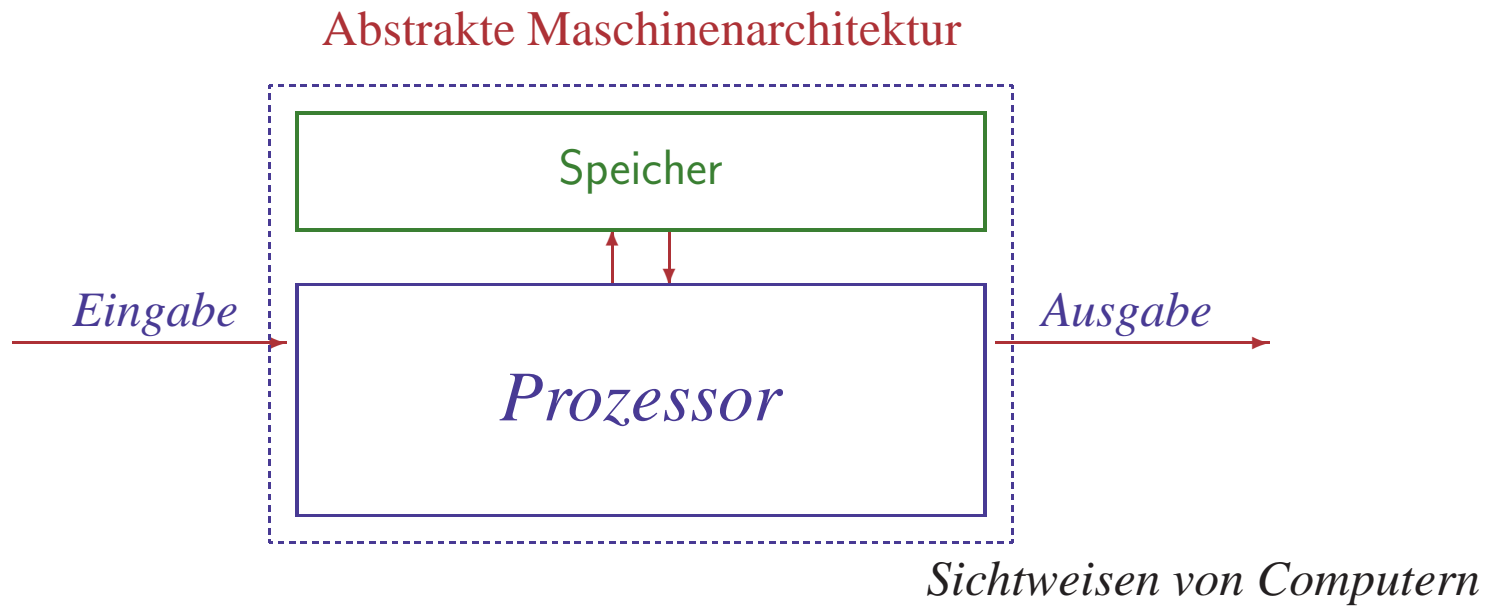 Abstrakte Maschinenarchitektur
Speicher
Eingabe
Ausgabe
Prozessor
Sichtweisen von Computern